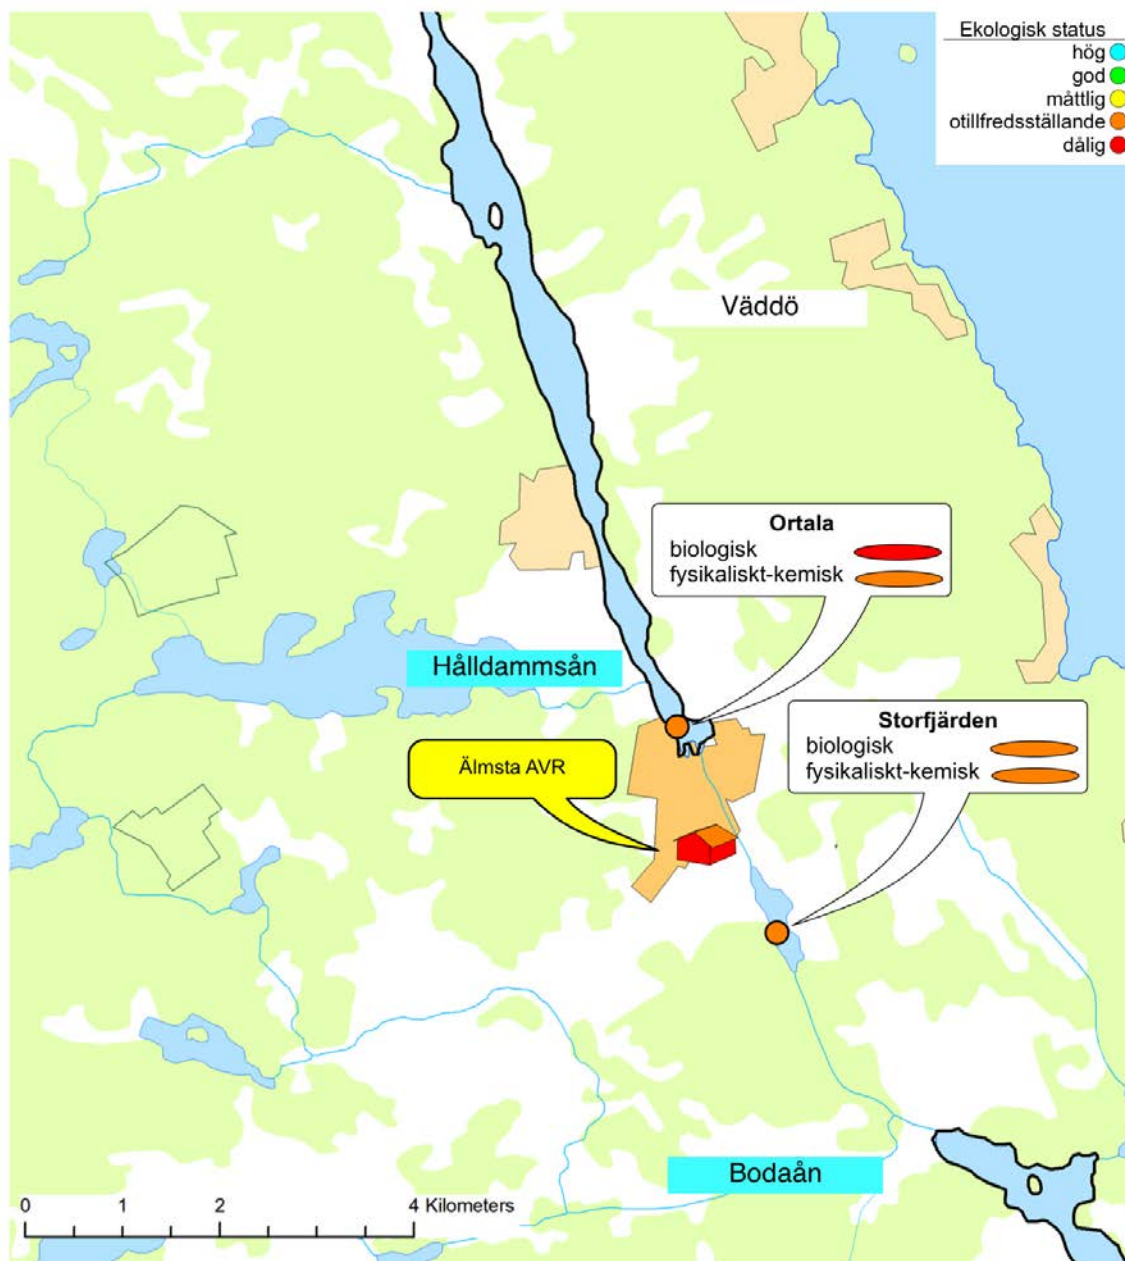 Ekologisk status
hög
god
måttlig
otillfredsställande
dålig
Väddö
Ortala
biologisk
fysikaliskt-kemisk
Hålldammsån
Storfjärden
biologisk
fysikaliskt-kemisk
Älmsta AVR
Bodaån
0 1 2 4 Kilometers